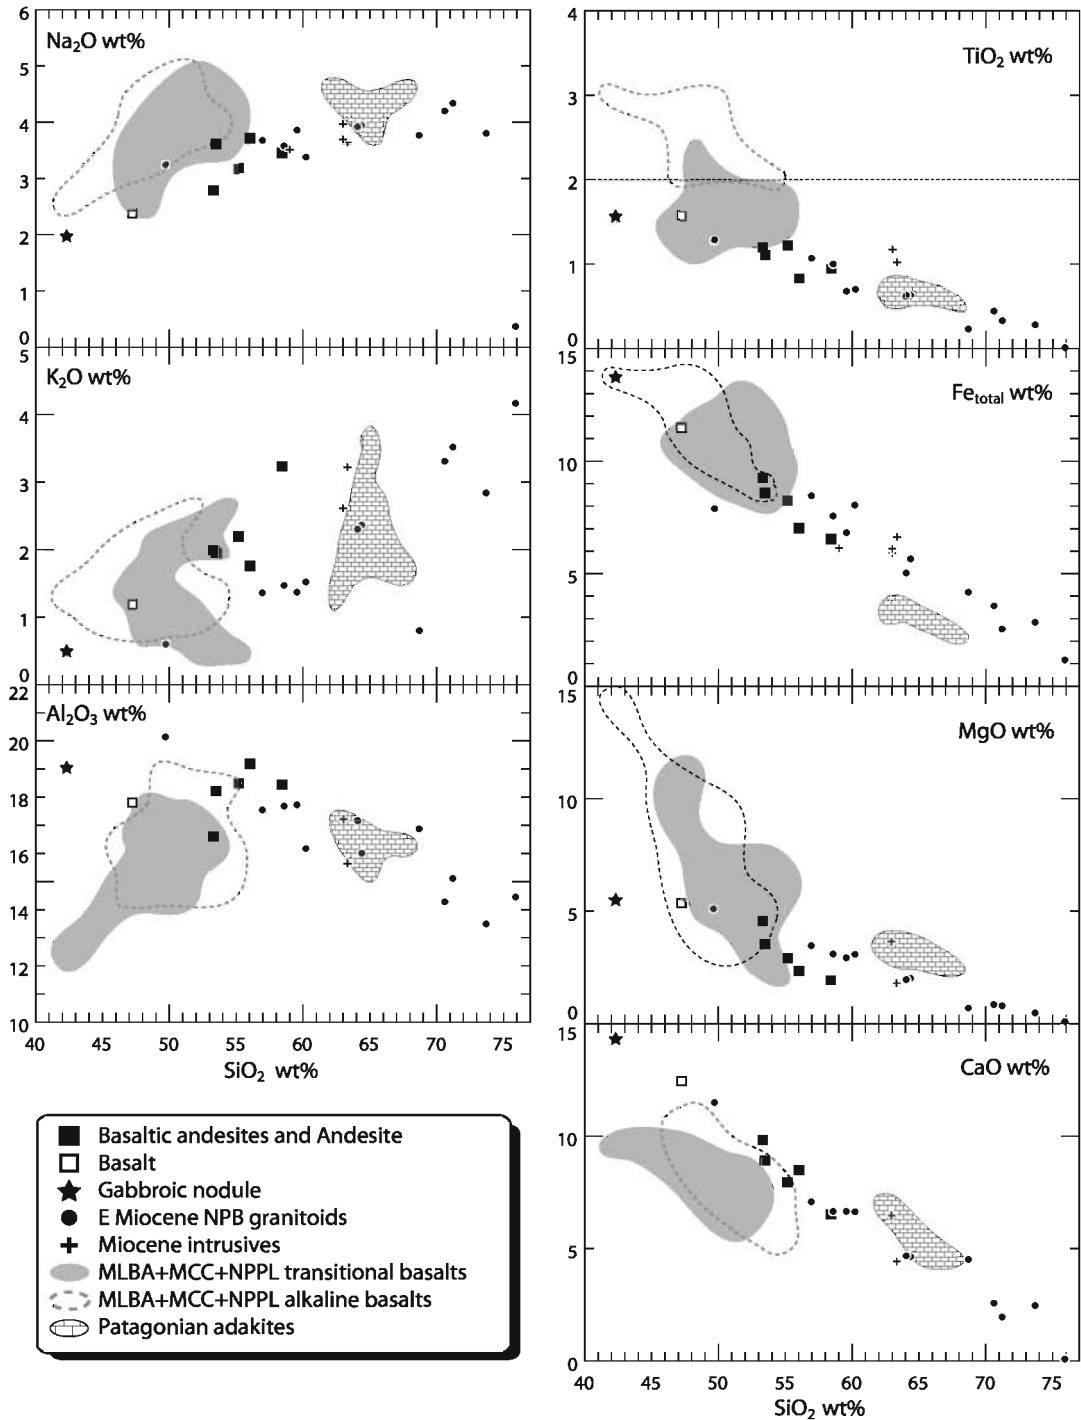 6
5
4
3
2
1
0
Na₂O wt%
5
4
3
2
1
0
K₂O wt%
22
20
18
16
14
12
10
Al₂O₃ wt%
40 45 50 55 60 65 70 75
SiO₂ wt%
4
3
2
1
0
TiO₂ wt%
15
10
5
0
Fetotal wt%
15
10
5
0
MgO wt%
15
10
5
0
CaO wt%
40 45 50 55 60 65 70 75
SiO₂ wt%
Basaltic andesites and Andesite
Basalt
Gabbroic nodule
E Miocene NPB granitoids
Miocene intrusives
MLBA+MCC+NPPL transitional basalts
MLBA+MCC+NPPL alkaline basalts
Patagonian adakites